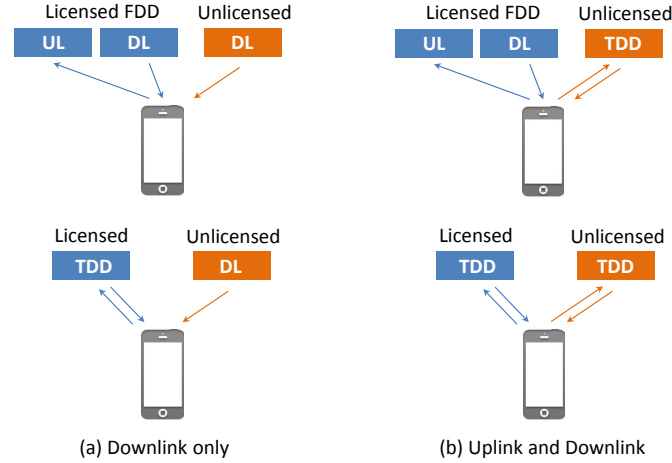 Licensed FDD Unlicensed
UL DL DL
Licensed FDD Unlicensed
UL DL TDD
Licensed Unlicensed
TDD DL
Licensed Unlicensed
TDD TDD
(a) Downlink only
(b) Uplink and Downlink